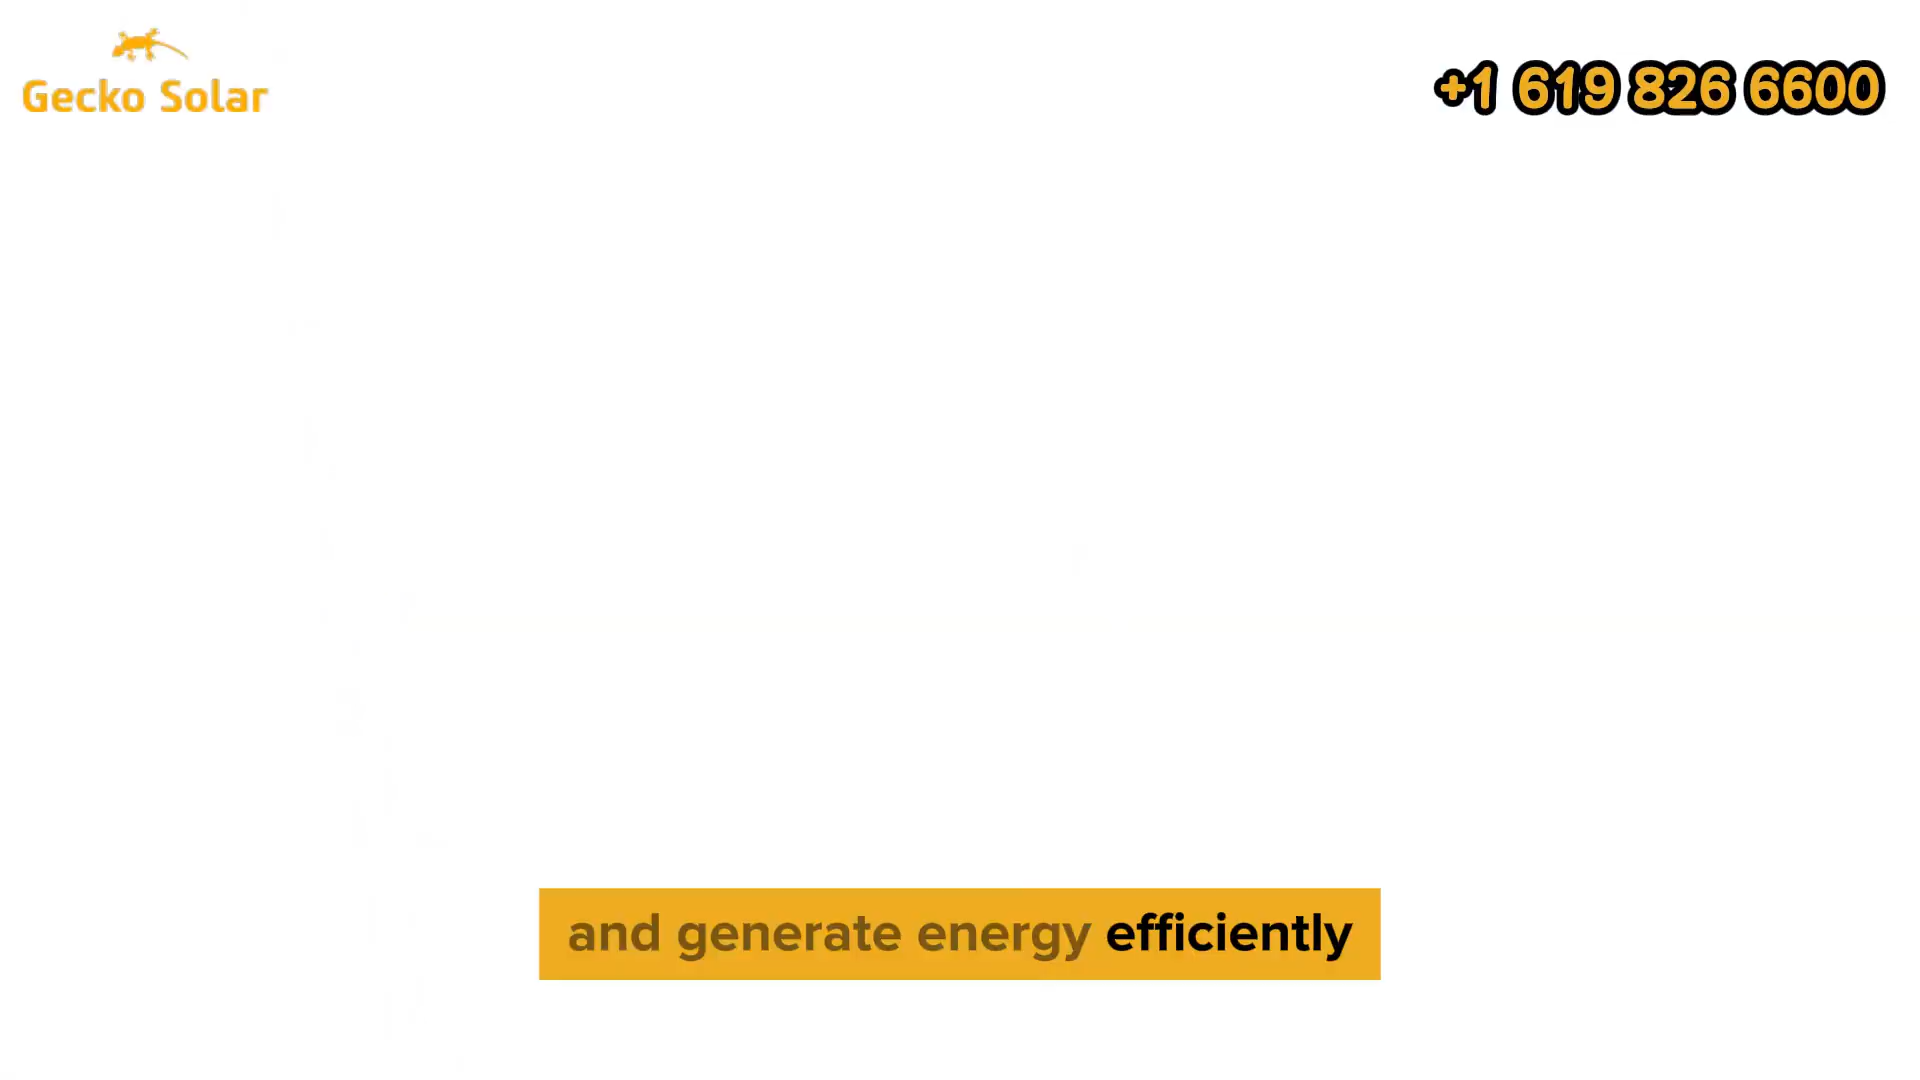 Gecko Solar
+1 619 826 6600
and generate energy efficiently